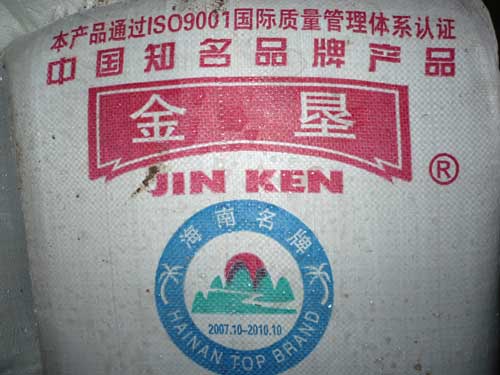 本产品通过ISO9001国际质量管理体系认证
中国知名品牌产品
金垦
®
JIN KEN
海南名牌
2007.10-2010.10
HAINAN TOP BRAND